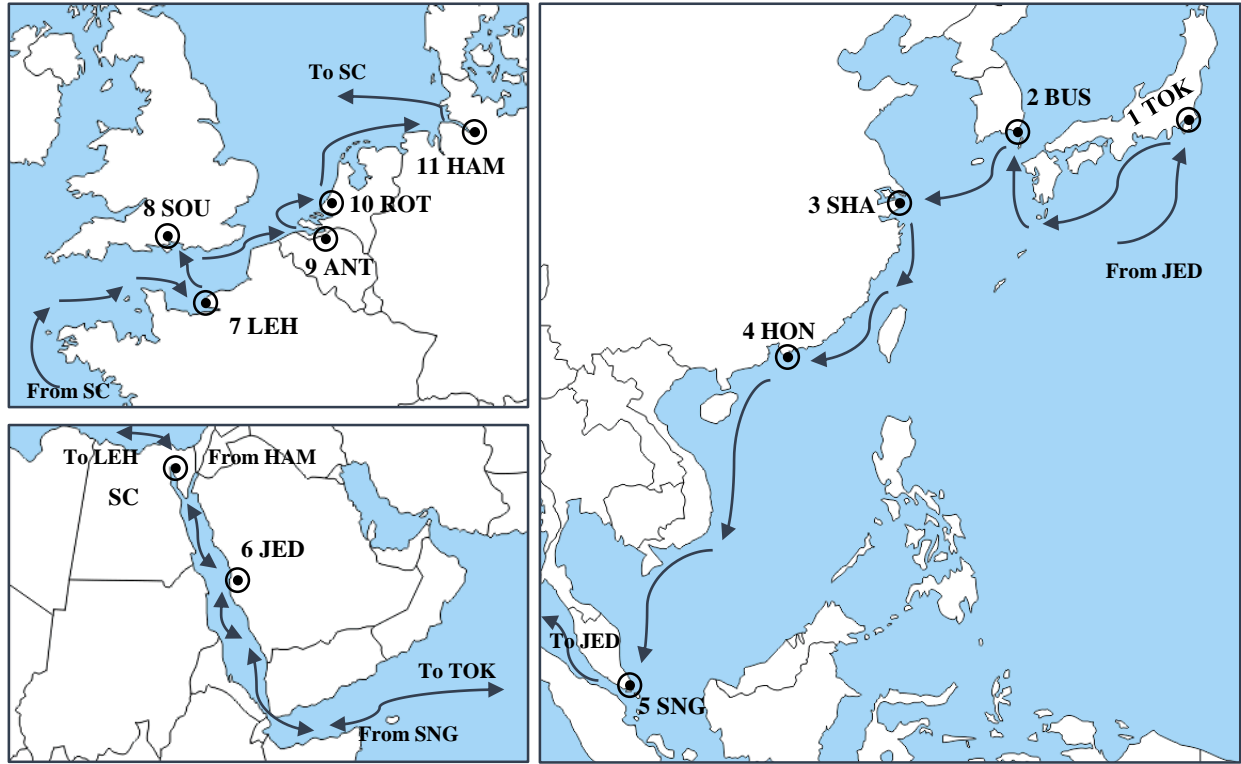 To SC
11 HAM
10 ROT
8 SOU
9 ANT
7 LEH
From SC
To LEH
From HAM
SC
6 JED
To TOK
From SNG
2 BUS
1 TOK
3 SHA
From JED
4 HON
To JED
5 SNG